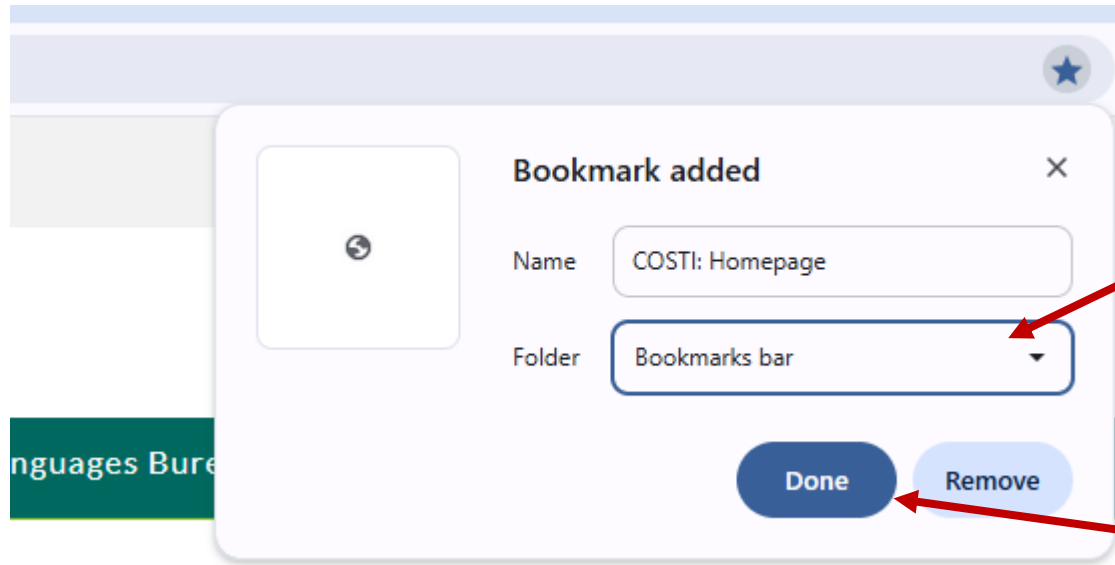 Bookmark added
Name COSTI: Homepage
Folder Bookmarks bar
nguages Bure
Done Remove